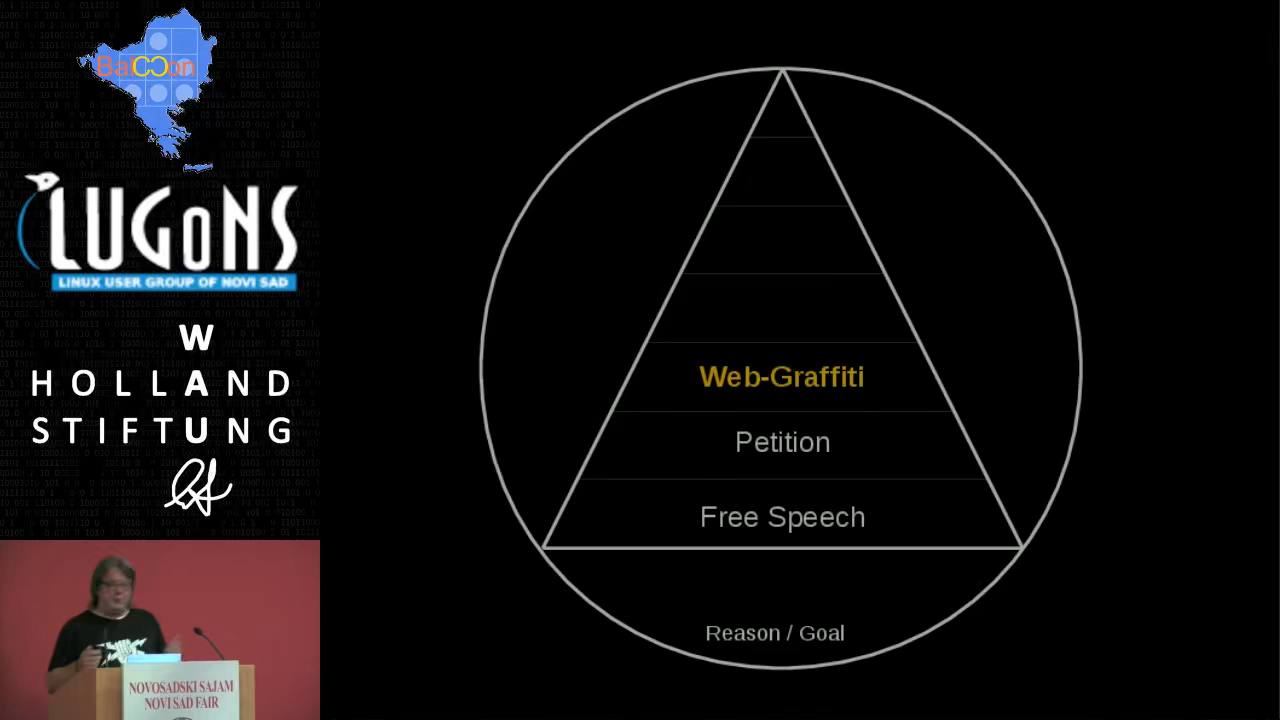 BalCCon
LUGoNS
LINUX USER GROUP OF NOVI SAD
W
HOLLAND
STIFTUNG
NOVOSADSKI SAJAM
NOVI SAD FAIR
Web-Graffiti
Petition
Free Speech
Reason / Goal